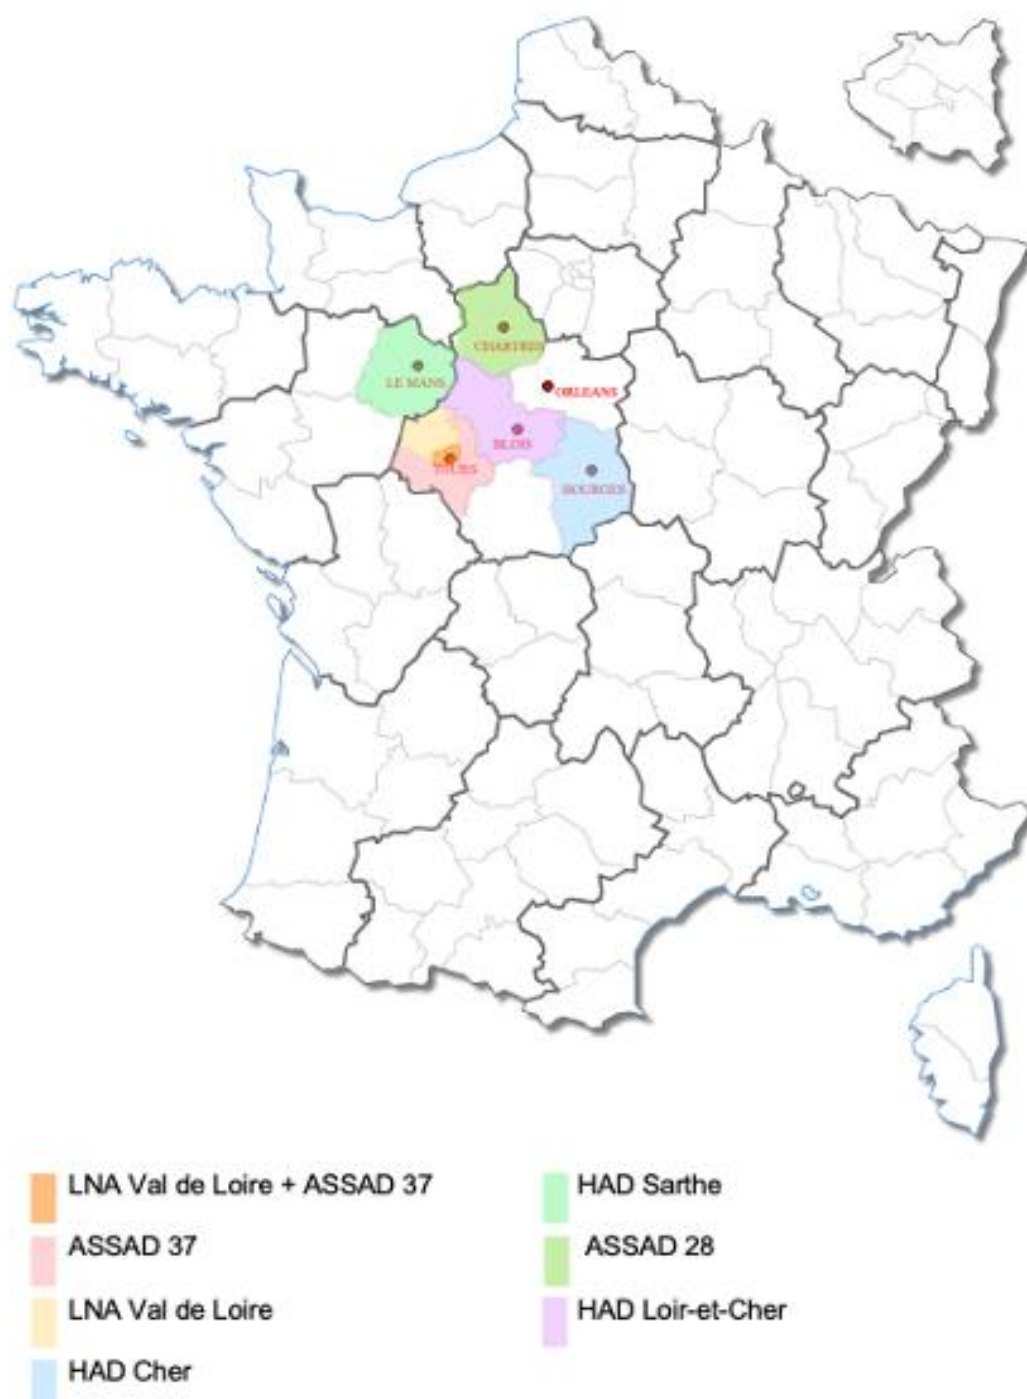 CHARTRES
LE MANS
ORLEANS
BLOIS
TOURS
BOURGES
LNA Val de Loire + ASSAD 37
HAD Sarthe
ASSAD 37
ASSAD 28
LNA Val de Loire
HAD Loir-et-Cher
HAD Cher